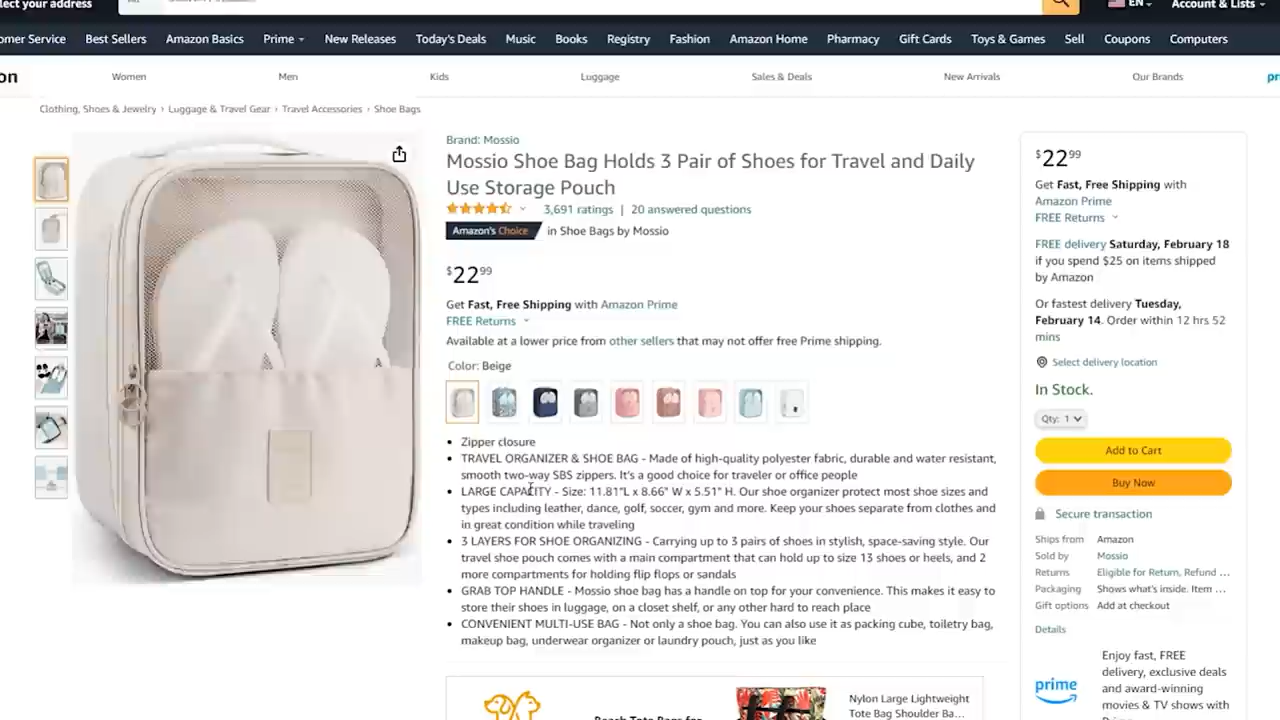 lect your address
EN
Account & Lists
omer Service Best Sellers Amazon Basics Prime New Releases Today's Deals Music Books Registry Fashion Amazon Home Pharmacy Gift Cards Toys & Games Sell Coupons Computers
on Women Men Kids Luggage Sales & Deals New Arrivals Our Brands pr
Clothing, Shoes & Jewelry › Luggage & Travel Gear › Travel Accessories › Shoe Bags
Brand: Mossio
Mossio Shoe Bag Holds 3 Pair of Shoes for Travel and Daily
Use Storage Pouch
3,691 ratings | 20 answered questions
Amazon's Choice in Shoe Bags by Mossio
$22 99
Get Fast, Free Shipping with Amazon Prime
FREE Returns
Available at a lower price from other sellers that may not offer free Prime shipping.
Color: Beige
• Zipper closure
• TRAVEL ORGANIZER & SHOE BAG - Made of high-quality polyester fabric, durable and water resistant,
smooth two-way SBS zippers. It's a good choice for traveler or office people
• LARGE CAPACITY - Size: 11.81"L x 8.66" W x 5.51" H. Our shoe organizer protect most shoe sizes and
types including leather, dance, golf, soccer, gym and more. Keep your shoes separate from clothes and
in great condition while traveling
• 3 LAYERS FOR SHOE ORGANIZING - Carrying up to 3 pairs of shoes in stylish, space-saving style. Our
travel shoe pouch comes with a main compartment that can hold up to size 13 shoes or heels, and 2
more compartments for holding flip flops or sandals
• GRAB TOP HANDLE - Mossio shoe bag has a handle on top for your convenience. This makes it easy to
store their shoes in luggage, on a closet shelf, or any other hard to reach place
• CONVENIENT MULTI-USE BAG - Not only a shoe bag. You can also use it as packing cube, toiletry bag,
makeup bag, underwear organizer or laundry pouch, just as you like
Nylon Large Lightweight
Tote Bag Shoulder Ba...
Beach Tote Bags for
$22 99
Get Fast, Free Shipping with
Amazon Prime
FREE Returns
FREE delivery Saturday, February 18
if you spend $25 on items shipped
by Amazon
Or fastest delivery Tuesday,
February 14. Order within 12 hrs 52
mins
Select delivery location
In Stock.
Qty: 1
Add to Cart
Buy Now
Secure transaction
Ships from Amazon
Sold by Mossio
Returns Eligible for Return, Refund ...
Packaging Shows what's inside. Item ...
Gift options Add at checkout
Details
prime
Enjoy fast, FREE
delivery, exclusive deals
and award-winning
movies & TV shows with